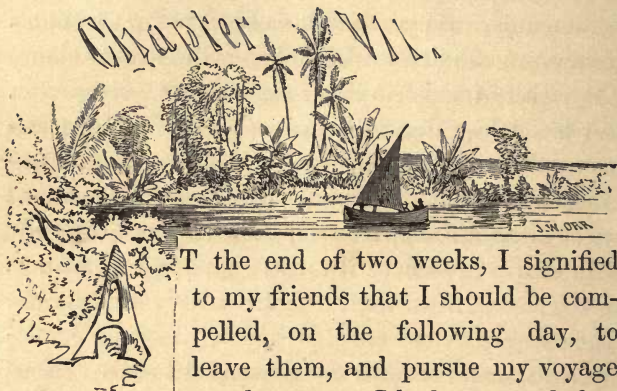 Chapter VII.
J.W.ORR
AT the end of two weeks, I signified
to my friends that I should be com-
pelled, on the following day, to
leave them, and pursue my voyage